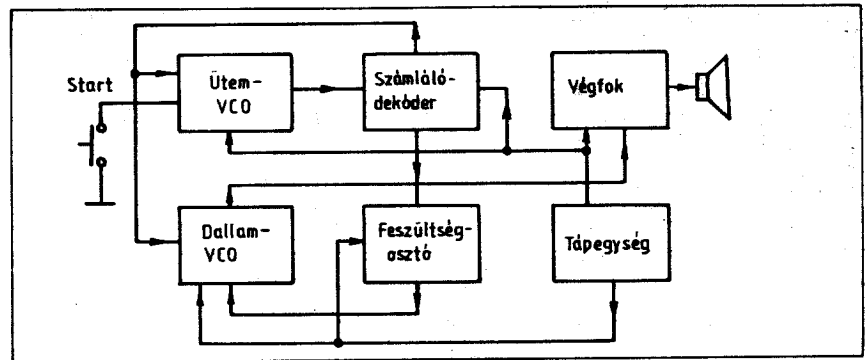 Start
Ütem-
VCO
Számláló-
dekóder
Végfok
Dallam-
VCO
Feszültség-
osztó
Tápegység